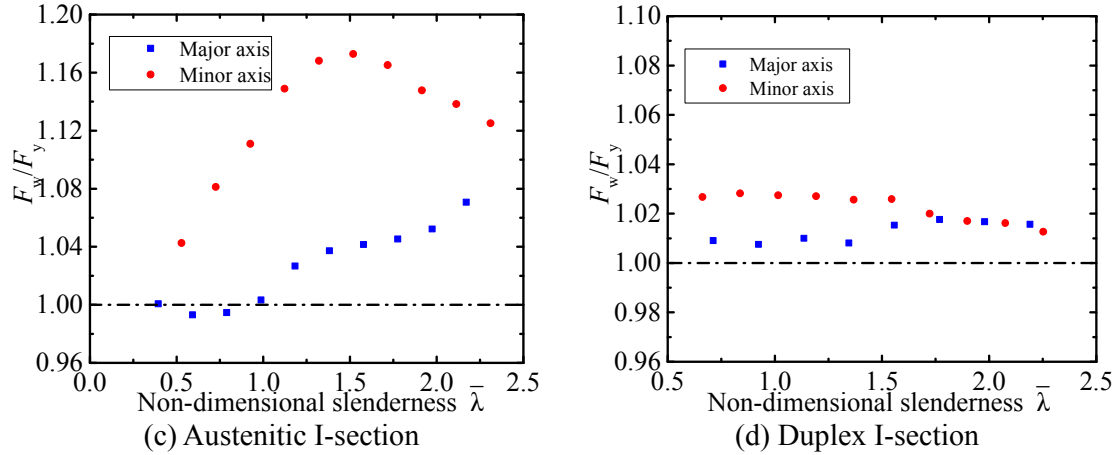 1.20
1.16
1.12
1.08
1.04
1.00
0.96
Fw/Fy
Major axis
Minor axis
0.0 0.5 1.0 1.5 2.0 2.5
Non-dimensional slenderness λ̅
(c) Austenitic I-section
1.10
1.08
1.06
1.04
1.02
1.00
0.98
0.96
Fw/Fy
Major axis
Minor axis
0.5 1.0 1.5 2.0 2.5
Non-dimensional slenderness λ̅
(d) Duplex I-section